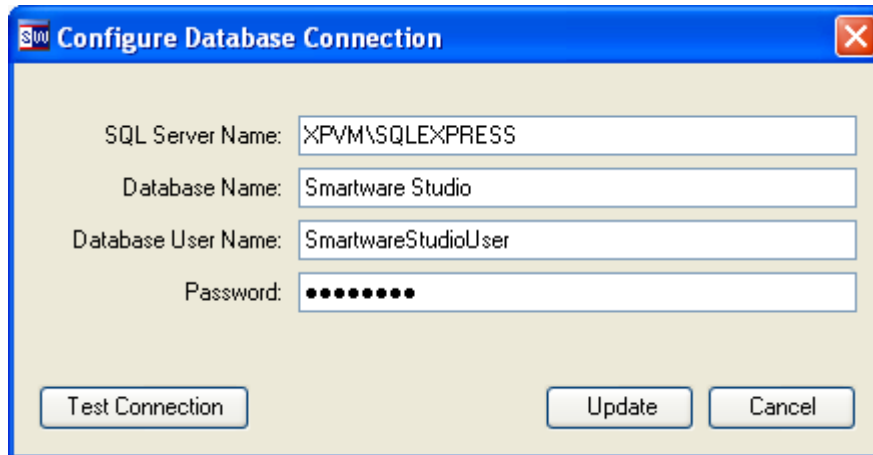 SW Configure Database Connection
SQL Server Name: XPVM\SQLEXPRESS
Database Name: Smartware Studio
Database User Name: SmartwareStudioUser
Password: ●●●●●●●●
Test Connection Update Cancel